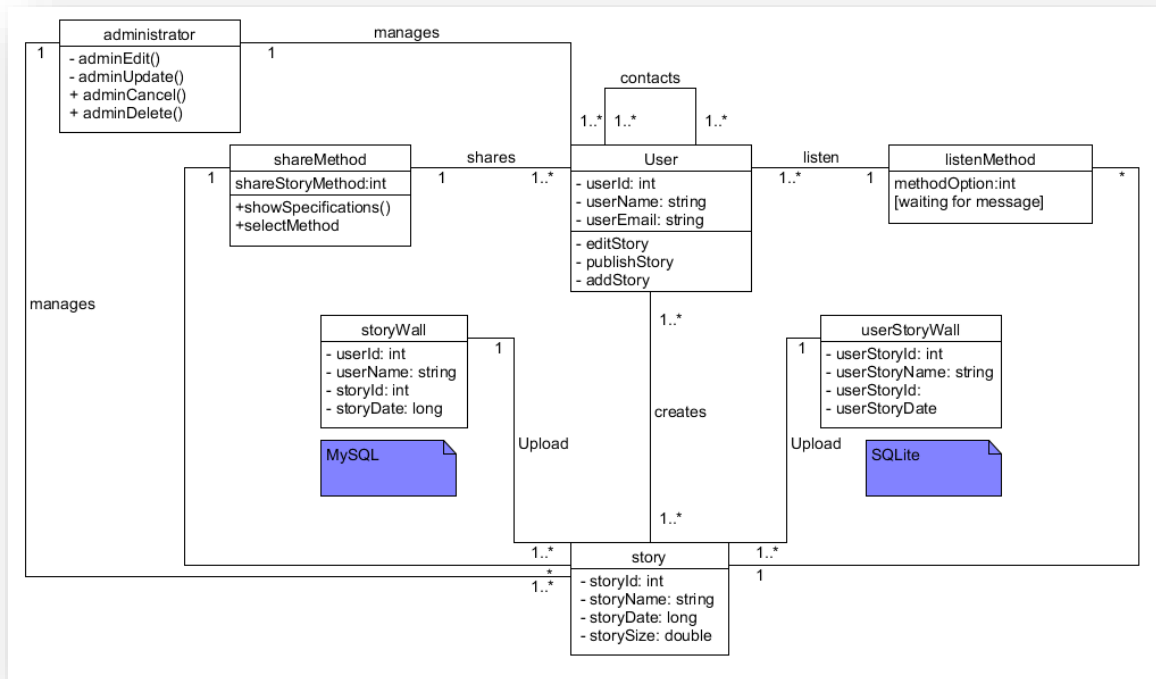 administrator
- adminEdit()
- adminUpdate()
+ adminCancel()
+ adminDelete()
1
1
manages
contacts
1..*
1..*
1..*
shareMethod
shareStoryMethod:int
+showSpecifications()
+selectMethod
1
1
shares
1..*
User
- userId: int
- userName: string
- userEmail: string
- editStory
- publishStory
- addStory
listen
1..*
1
listenMethod
methodOption:int
[waiting for message]
*
manages
storyWall
- userId: int
- userName: string
- storyId: int
- storyDate: long
1
MySQL
Upload
1..*
creates
1..*
userStoryWall
- userStoryId: int
- userStoryName: string
- userStoryId:
- userStoryDate
1
SQLite
Upload
1..*
*
1..*
1..*
1
story
- storyId: int
- storyName: string
- storyDate: long
- storySize: double